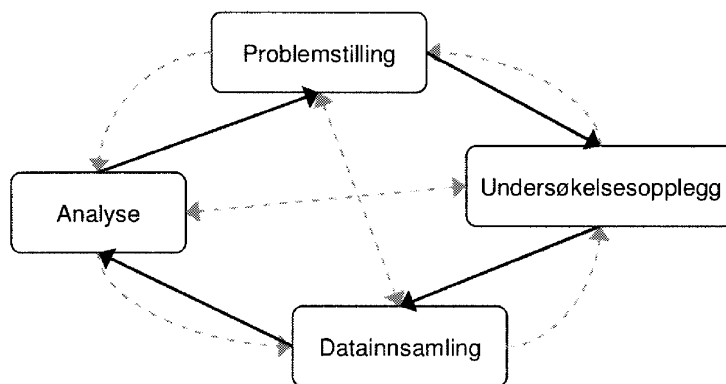 Problemstilling
Undersøkelsesopplegg
Analyse
Datainnsamling